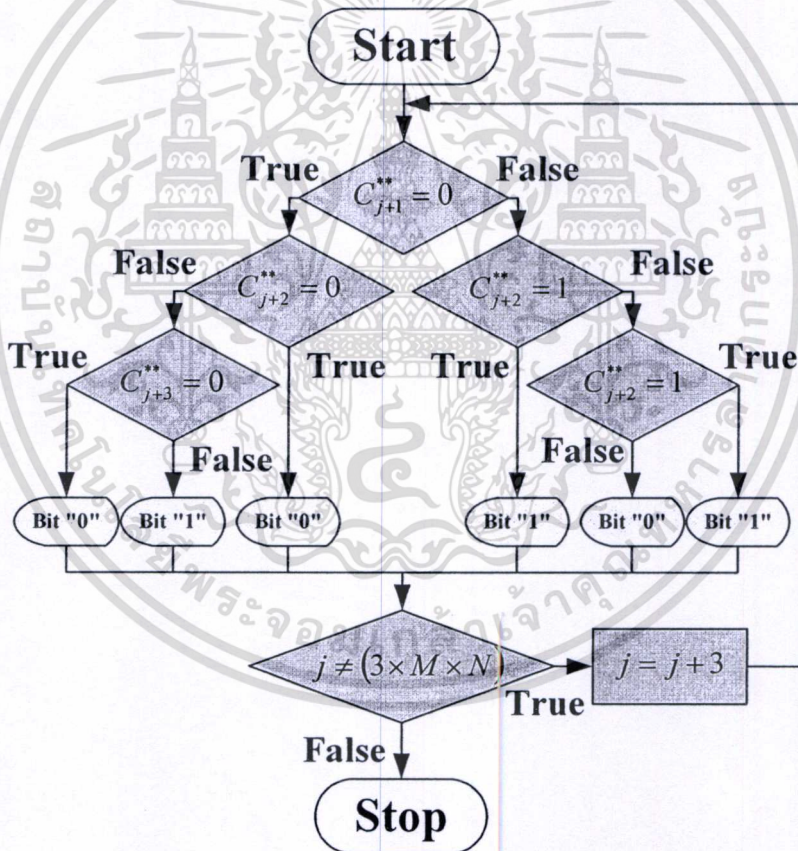 Start
True
False
C**j+1 = 0
False
C**j+2 = 0
C**j+2 = 1
False
True
C**j+3 = 0
True
True
C**j+2 = 1
True
False
False
Bit "0"
Bit "1"
Bit "0"
Bit "1"
Bit "0"
Bit "1"
j ≠ (3 × M × N)
True
j = j + 3
False
Stop